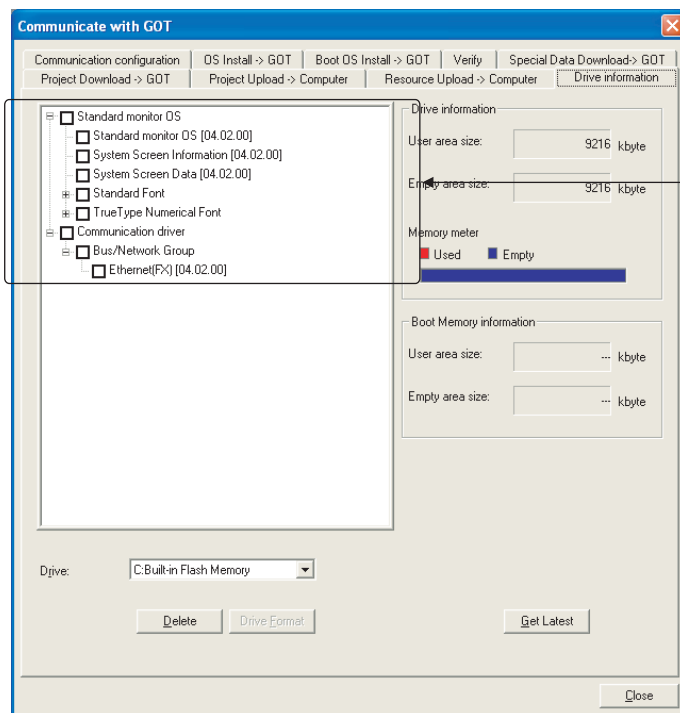 Communicate with GOT
Communication configuration OS Install -> GOT Boot OS Install -> GOT Verify Special Data Download-> GOT
Project Download -> GOT Project Upload -> Computer Resource Upload -> Computer Drive information
Standard monitor OS
Standard monitor OS [04.02.00]
System Screen Information [04.02.00]
System Screen Data [04.02.00]
Standard Font
TrueType Numerical Font
Communication driver
Bus/Network Group
Ethernet(FX) [04.02.00]
Drive information
User area size: 9216 kbyte
Empty area size: 9216 kbyte
Memory meter
Used Empty
Boot Memory information
User area size: --- kbyte
Empty area size: --- kbyte
Drive: C:Built-in Flash Memory
Delete Drive Format Get Latest
Close